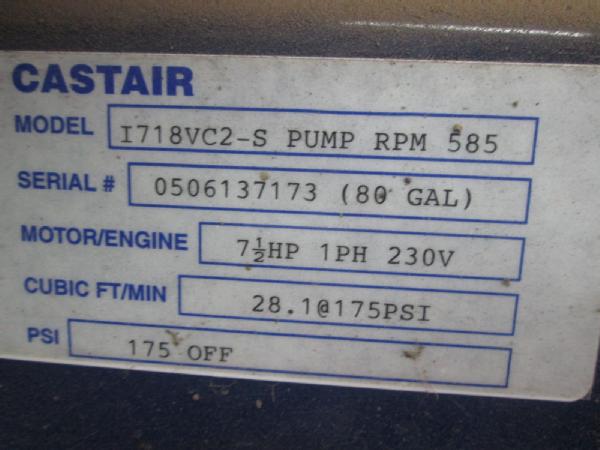 CASTAIR
MODEL I718VC2-S PUMP RPM 585
SERIAL # 0506137173 (80 GAL)
MOTOR/ENGINE 7½HP 1PH 230V
CUBIC FT/MIN 28.1@175PSI
PSI 175 OFF